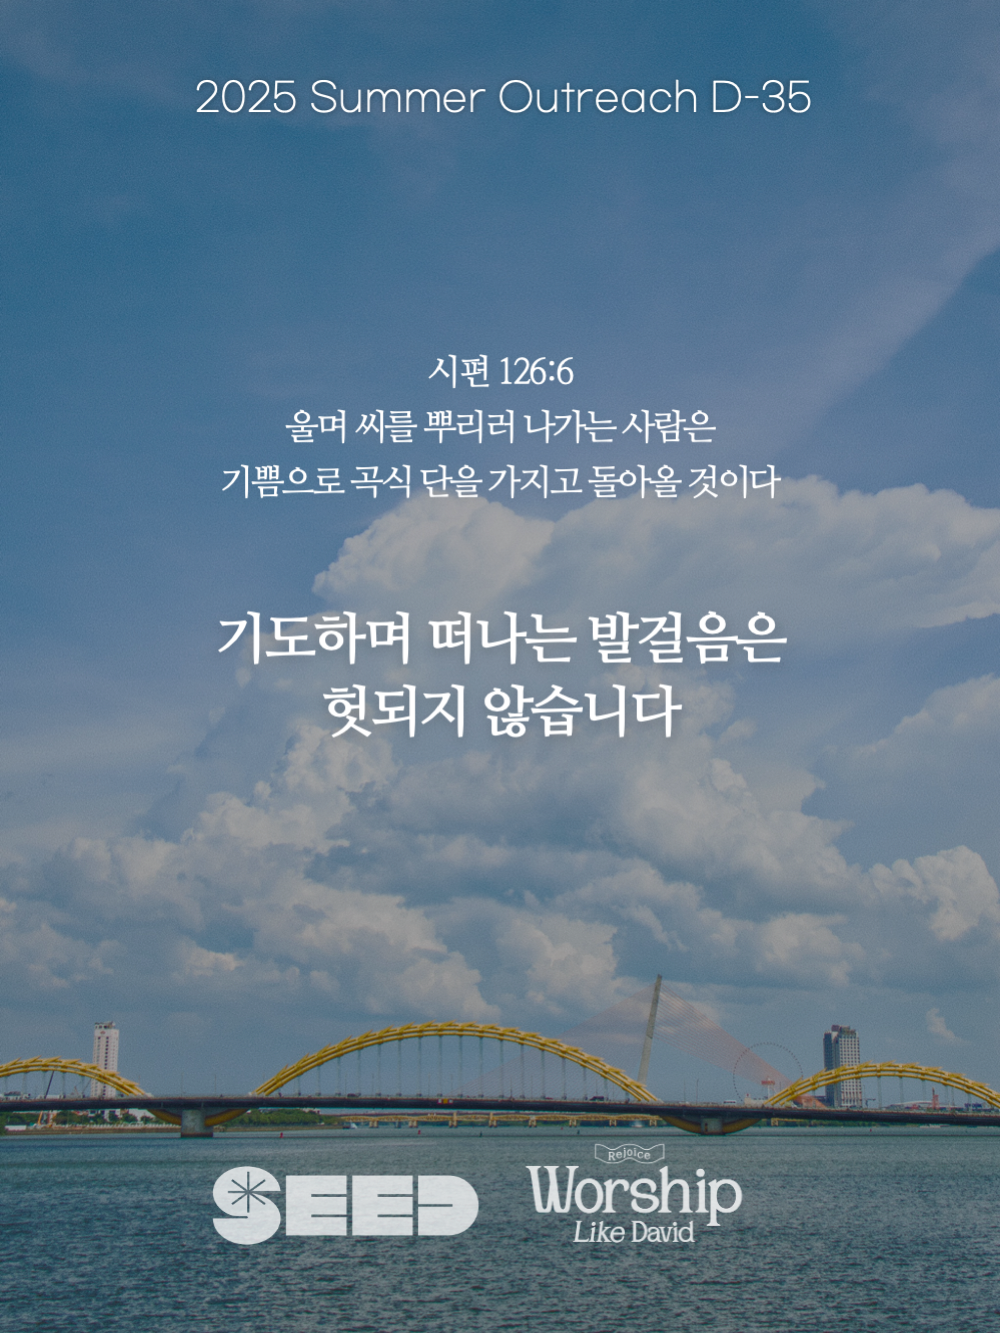 2025 Summer Outreach D-35
시편 126:6
울며 씨를 뿌리러 나가는 사람은
기쁨으로 곡식 단을 가지고 돌아올 것이다
기도하며 떠나는 발걸음은
헛되지 않습니다
SEED
Rejoice
Worship
Like David